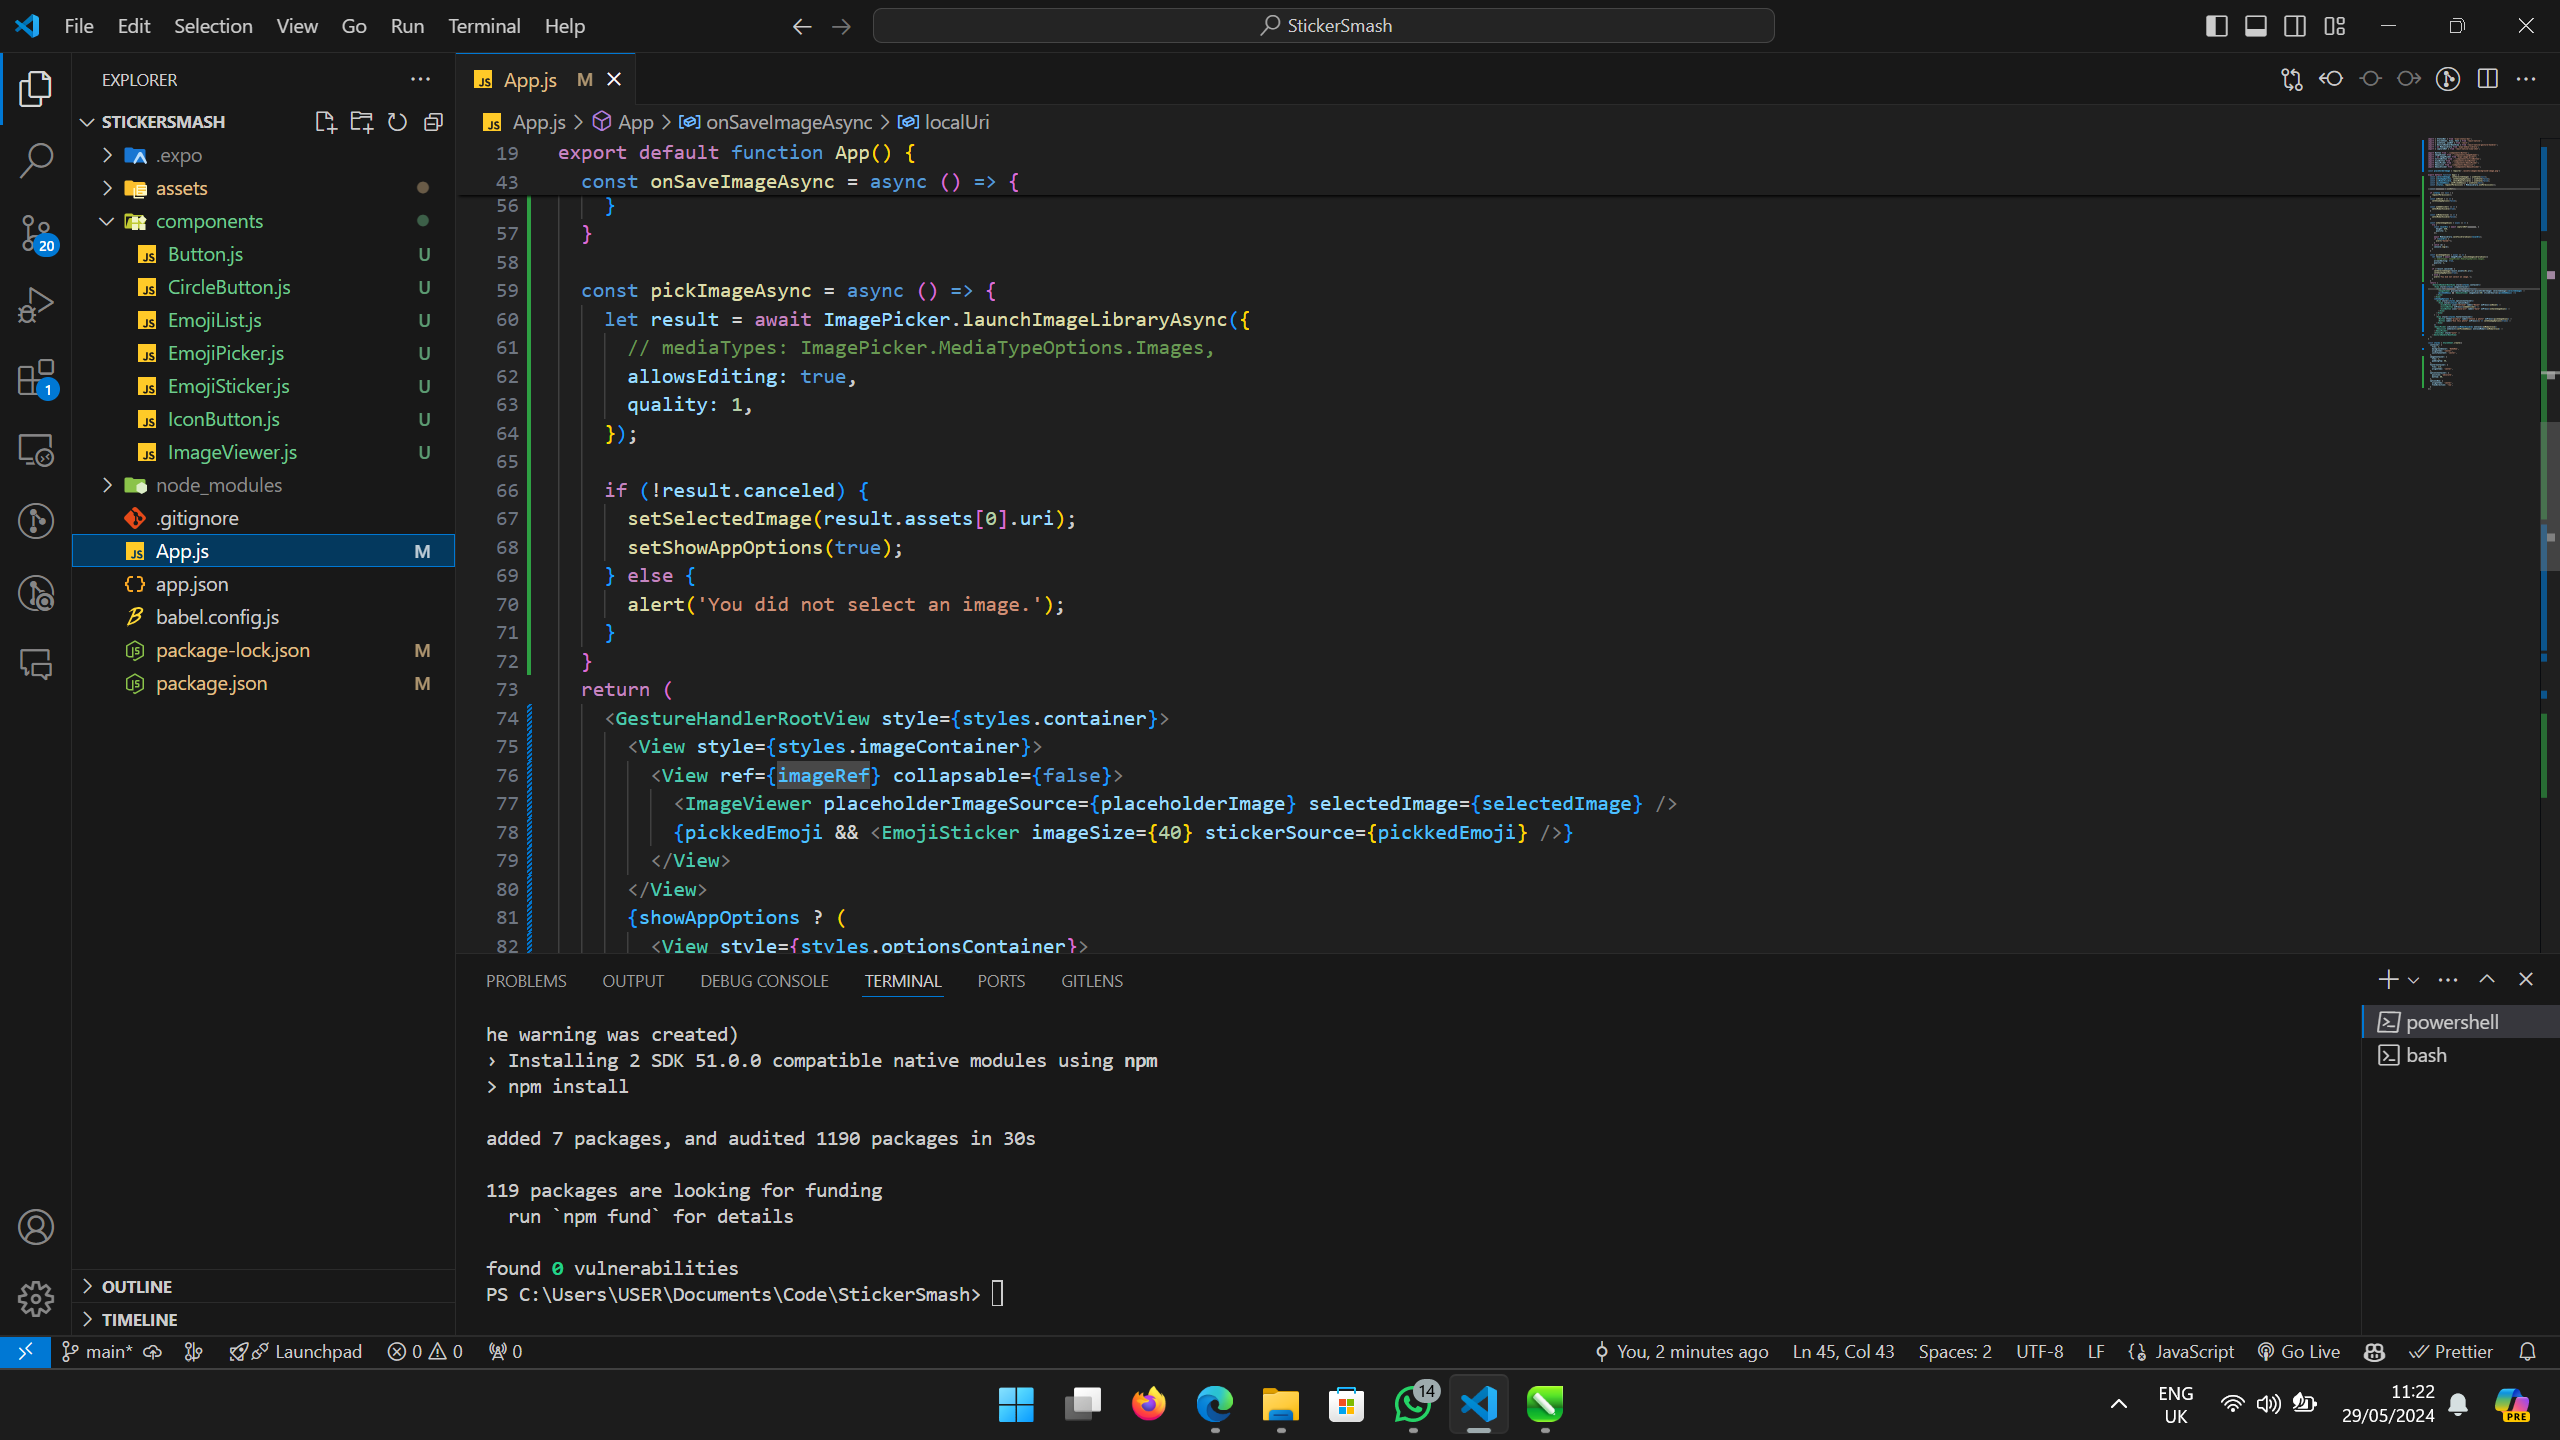 File Edit Selection View Go Run Terminal Help
StickerSmash
EXPLORER
STICKERSMASH
.expo
assets
components
Button.js U
CircleButton.js U
EmojiList.js U
EmojiPicker.js U
EmojiSticker.js U
IconButton.js U
ImageViewer.js U
node_modules
.gitignore
App.js M
app.json
babel.config.js
package-lock.json M
package.json M
OUTLINE
TIMELINE
20
1
App.js M
App.js > App > onSaveImageAsync > localUri
19 export default function App() {
43 const onSaveImageAsync = async () => {
56 }
57 }
58
59 const pickImageAsync = async () => {
60 let result = await ImagePicker.launchImageLibraryAsync({
61 // mediaTypes: ImagePicker.MediaTypeOptions.Images,
62 allowsEditing: true,
63 quality: 1,
64 });
65
66 if (!result.canceled) {
67 setSelectedImage(result.assets[0].uri);
68 setShowAppOptions(true);
69 } else {
70 alert('You did not select an image.');
71 }
72 }
73 return (
74 <GestureHandlerRootView style={styles.container}>
75 <View style={styles.imageContainer}>
76 <View ref={imageRef} collapsable={false}>
77 <ImageViewer placeholderImageSource={placeholderImage} selectedImage={selectedImage} />
78 {pickkedEmoji && <EmojiSticker imageSize={40} stickerSource={pickkedEmoji} />}
79 </View>
80 </View>
81 {showAppOptions ? (
82 <View style={styles.optionsContainer}>
PROBLEMS OUTPUT DEBUG CONSOLE TERMINAL PORTS GITLENS
he warning was created)
› Installing 2 SDK 51.0.0 compatible native modules using npm
> npm install
added 7 packages, and audited 1190 packages in 30s
119 packages are looking for funding
run `npm fund` for details
found 0 vulnerabilities
PS C:\Users\USER\Documents\Code\StickerSmash>
powershell
bash
main* Launchpad 0 0 0 You, 2 minutes ago Ln 45, Col 43 Spaces: 2 UTF-8 LF JavaScript Go Live Prettier
14
ENG
UK
11:22
29/05/2024
PRE